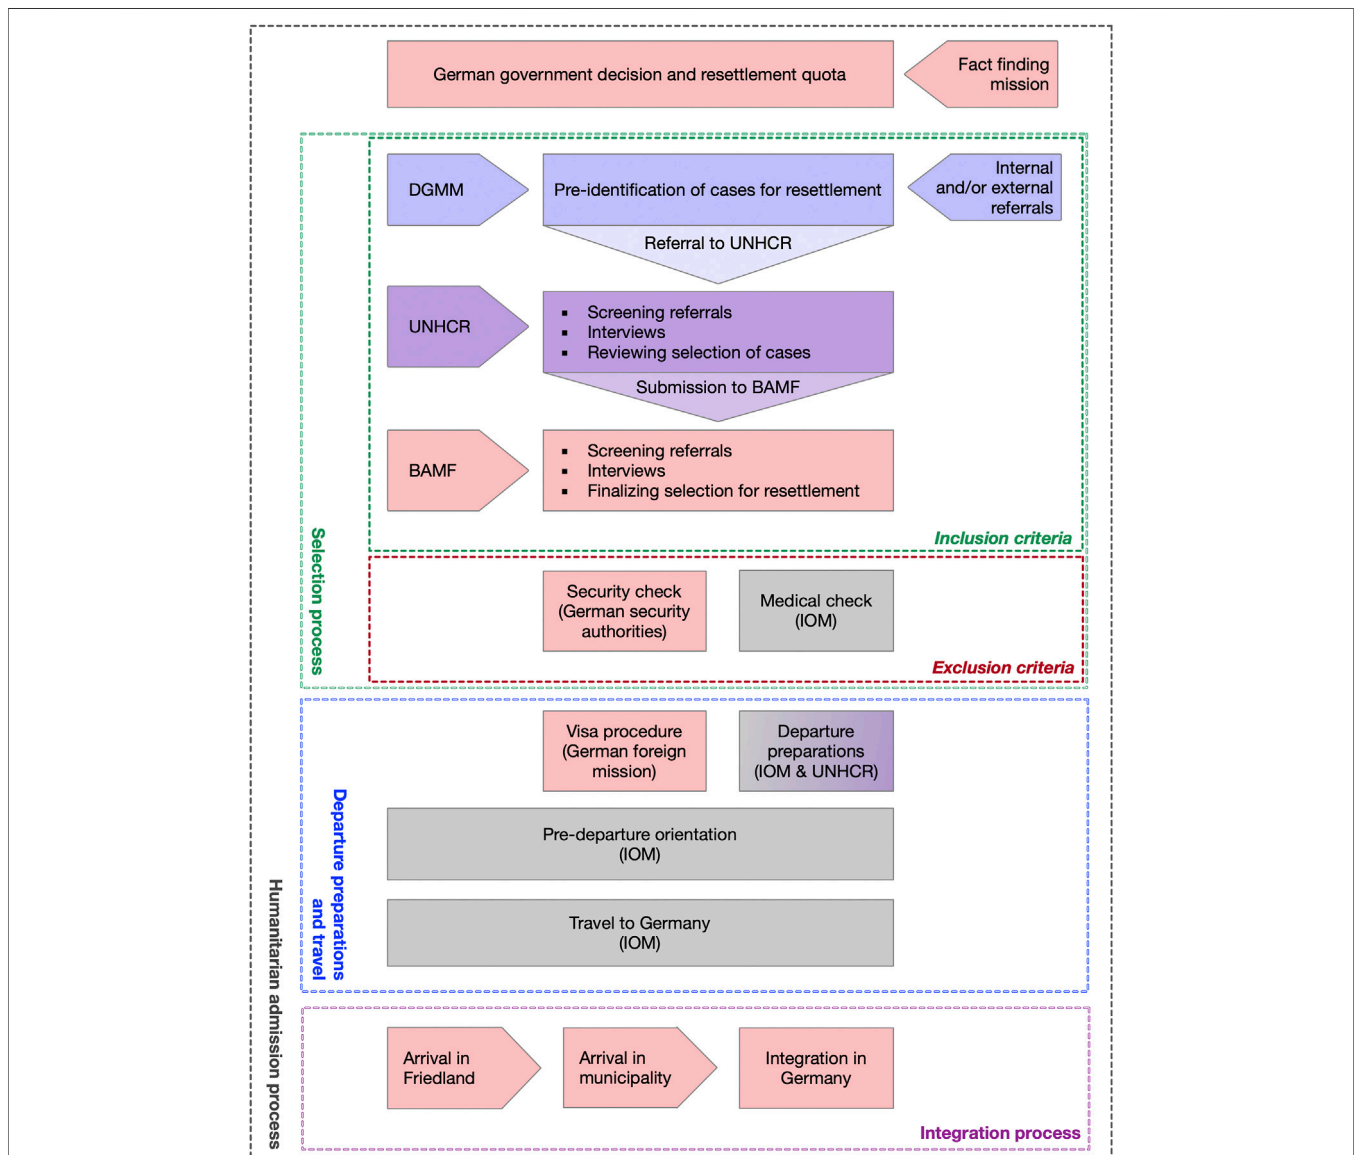 German government decision and resettlement quota
Fact finding
mission
DGMM
Pre-identification of cases for resettlement
Internal
and/or external
referrals
Referral to UNHCR
UNHCR
▪ Screening referrals
▪ Interviews
▪ Reviewing selection of cases
Submission to BAMF
BAMF
▪ Screening referrals
▪ Interviews
▪ Finalizing selection for resettlement
Inclusion criteria
Selection process
Security check
(German security
authorities)
Medical check
(IOM)
Exclusion criteria
Visa procedure
(German foreign
mission)
Departure
preparations
(IOM & UNHCR)
Departure preparations
and travel
Pre-departure orientation
(IOM)
Travel to Germany
(IOM)
Humanitarian admission process
Arrival in
Friedland
Arrival in
municipality
Integration in
Germany
Integration process